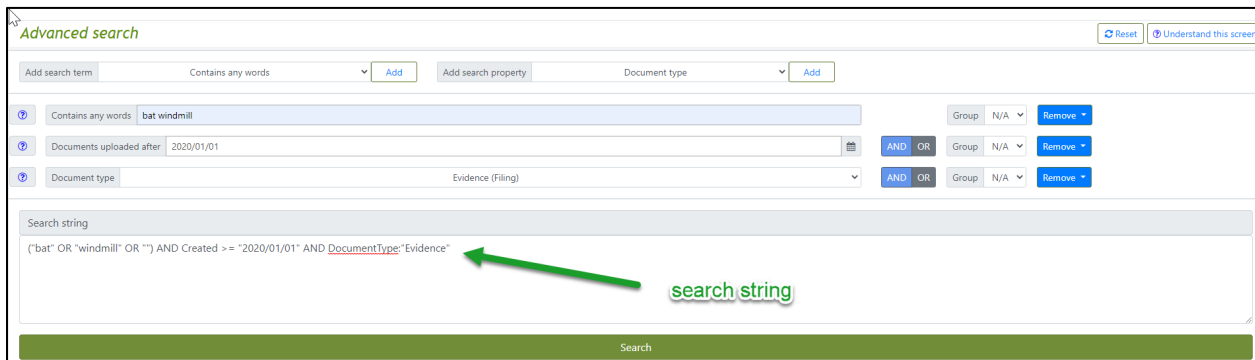 Advanced search
Reset
Understand this screen
Add search term Contains any words Add Add search property Document type Add
Contains any words bat windmill Group N/A Remove
Documents uploaded after 2020/01/01 AND OR Group N/A Remove
Document type Evidence (Filing) AND OR Group N/A Remove
Search string
("bat" OR "windmill" OR "") AND Created >= "2020/01/01" AND DocumentType:"Evidence"
search string
Search